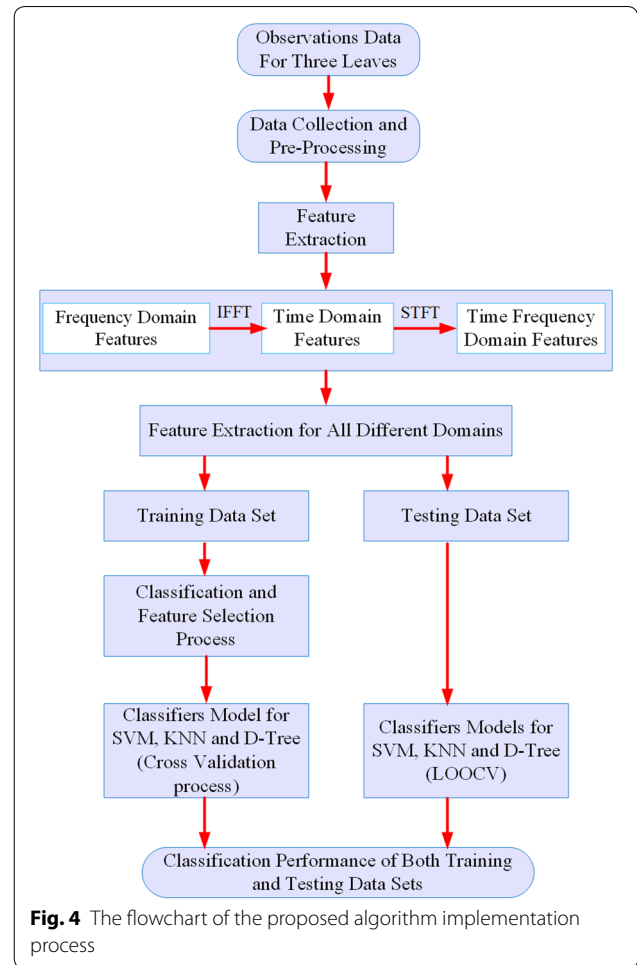 Observations Data
For Three Leaves
Data Collection and
Pre-Processing
Feature
Extraction
Frequency Domain
Features
IFFT
Time Domain
Features
STFT
Time Frequency
Domain Features
Feature Extraction for All Different Domains
Training Data Set
Testing Data Set
Classification and
Feature Selection
Process
Classifiers Model for
SVM, KNN and D-Tree
(Cross Validation
process)
Classifiers Models for
SVM, KNN and D-Tree
(LOOCV)
Classification Performance of Both Training
and Testing Data Sets
Fig. 4 The flowchart of the proposed algorithm implementation
process